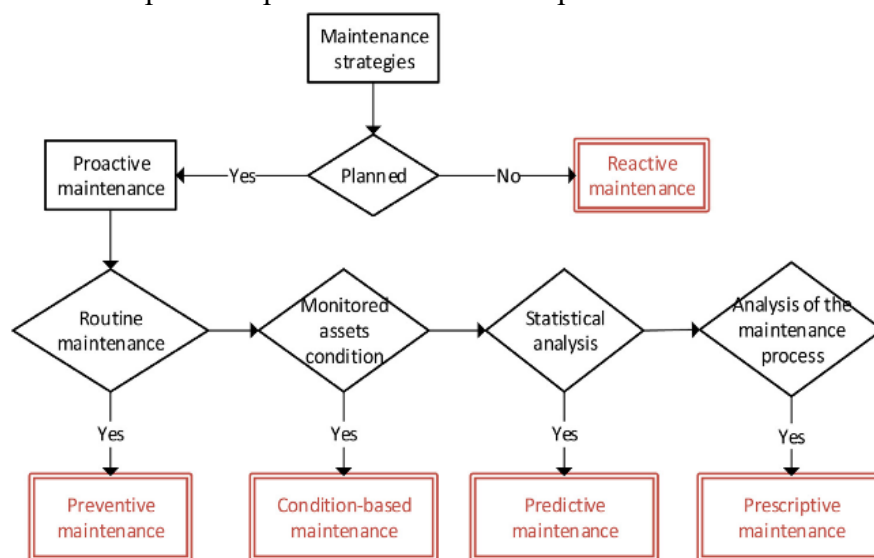 Maintenance
strategies
Proactive
maintenance
Yes
Planned
No
Reactive
maintenance
Routine
maintenance
Monitored
assets
condition
Statistical
analysis
Analysis of the
maintenance
process
Yes
Yes
Yes
Yes
Preventive
maintenance
Condition-based
maintenance
Predictive
maintenance
Prescriptive
maintenance